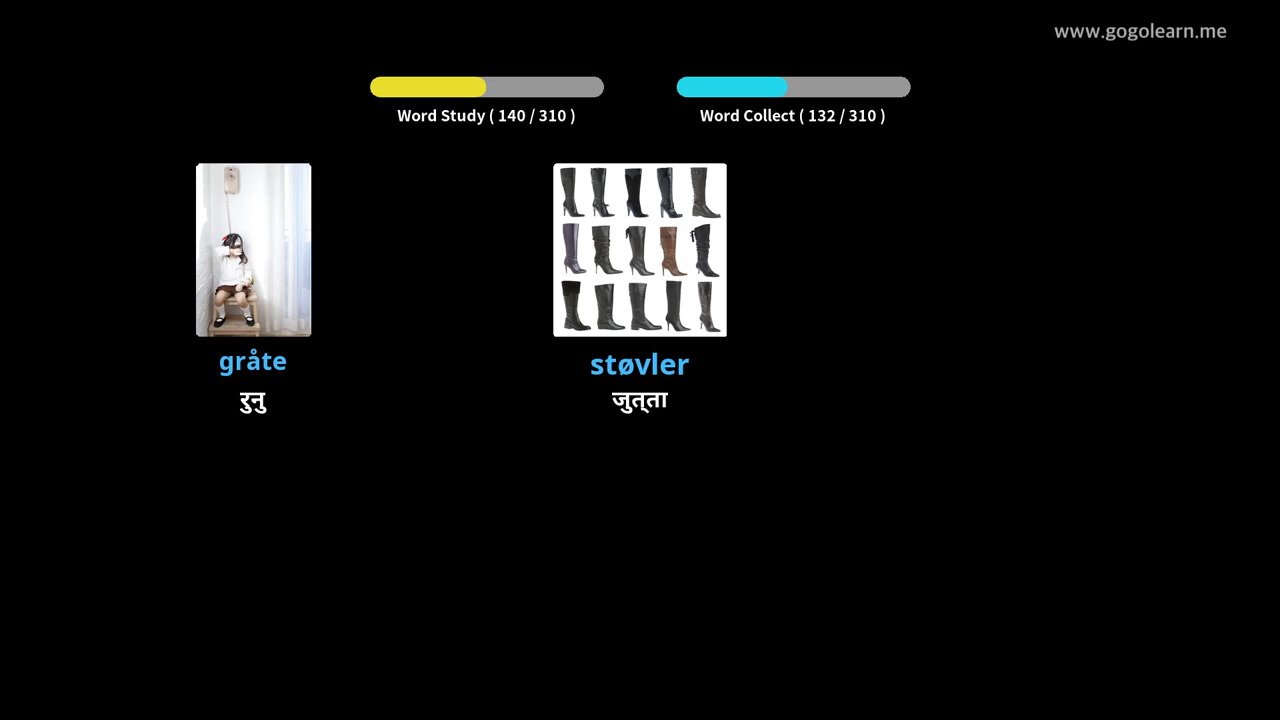 www.gogolearn.me
Word Study ( 140 / 310 )
Word Collect ( 132 / 310 )
gråte
रुनु
støvler
जुत्ता